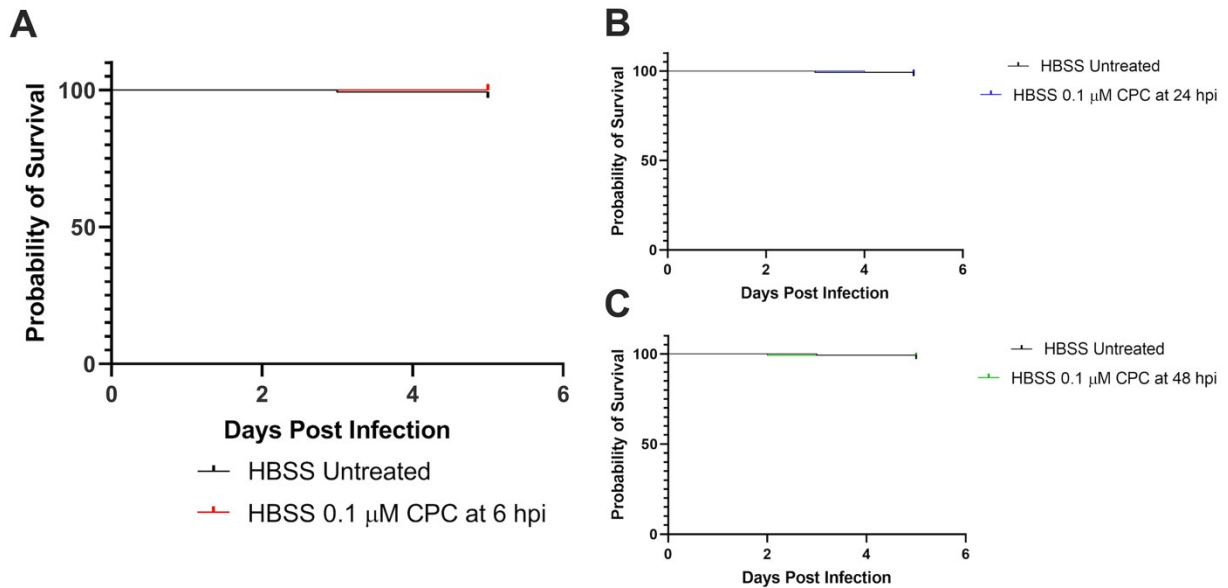 A
Probability of Survival
100
50
0
0 2 4 6
Days Post Infection
HBSS Untreated
HBSS 0.1 μM CPC at 6 hpi
B
Probability of Survival
100
50
0
0 2 4 6
Days Post Infection
HBSS Untreated
HBSS 0.1 μM CPC at 24 hpi
C
Probability of Survival
100
50
0
0 2 4 6
Days Post Infection
HBSS Untreated
HBSS 0.1 μM CPC at 48 hpi